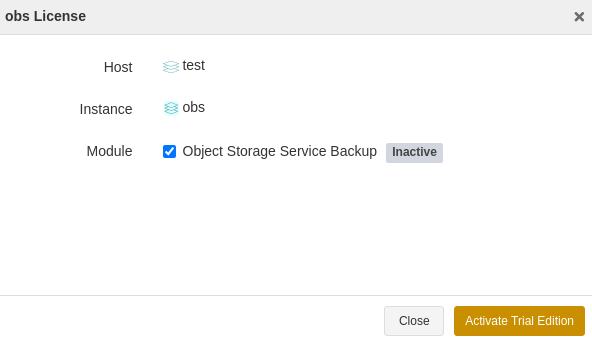 obs License
Host test
Instance obs
Module Object Storage Service Backup Inactive
Close Activate Trial Edition